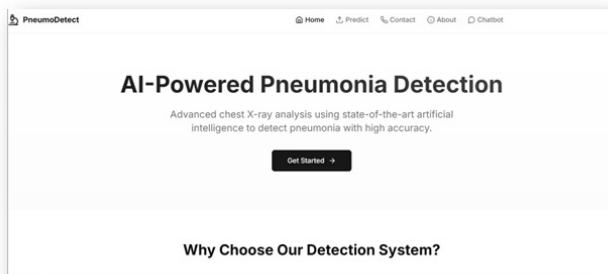 PneumoDetect
Home Predict Contact About Chatbot
AI-Powered Pneumonia Detection
Advanced chest X-ray analysis using state-of-the-art artificial
intelligence to detect pneumonia with high accuracy.
Get Started →
Why Choose Our Detection System?